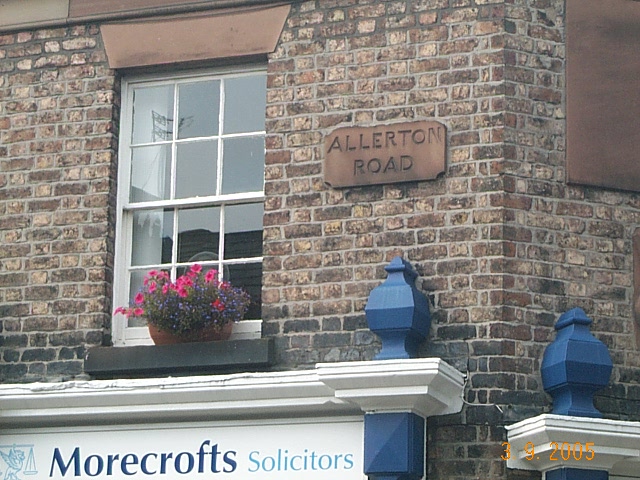 ALLERTON
ROAD
Morecrofts Solicitors
3 9 2005